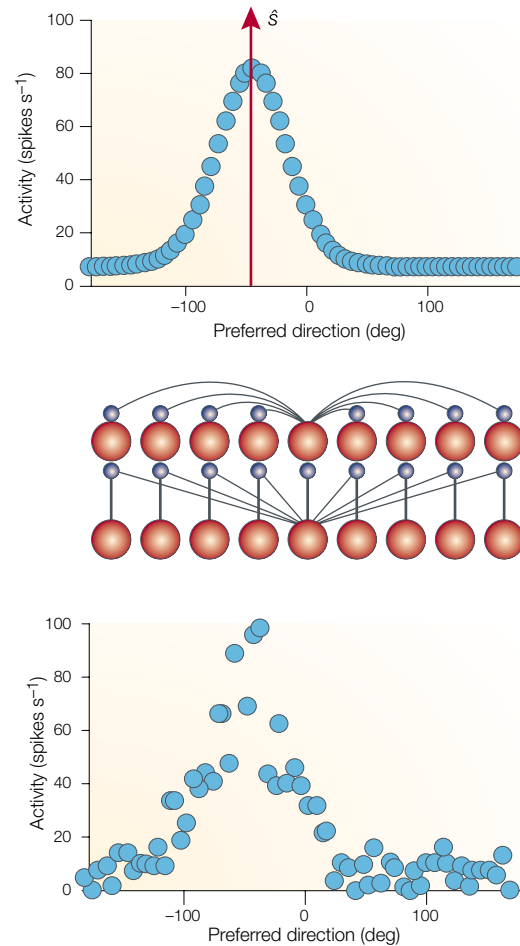 ŝ
100
80
60
40
20
0
Activity (spikes s⁻¹)
–100 0 100
Preferred direction (deg)
100
80
60
40
20
0
Activity (spikes s⁻¹)
–100 0 100
Preferred direction (deg)